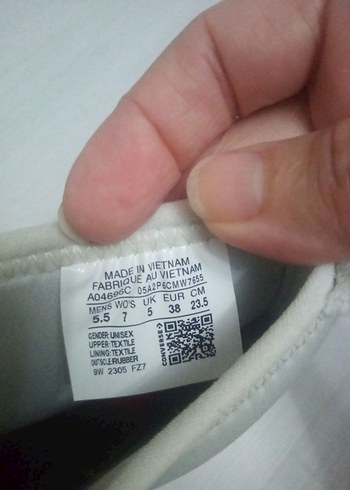 MADE IN VIETNAM
FABRIQUE AU VIETNAM
A04696C 05A2P6CMW7655
MENS WO'S UK EUR CM
5.5 7 5 38 23.5
GENDER: UNISEX
UPPER: TEXTILE
LINING: TEXTILE
OUTSOLE: RUBBER
9W 2305 FZ7
CONVERSE